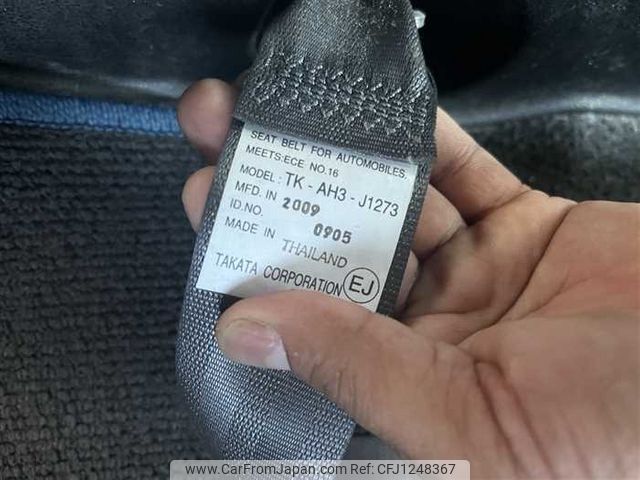 SEAT BELT FOR AUTOMOBILES.
MEETS:ECE NO.16
MODEL: TK - AH3 - J1273
MFD. IN 2009
ID.NO. 0905
MADE IN THAILAND
TAKATA CORPORATION EJ
www.CarFromJapan.com - CFJ1248367